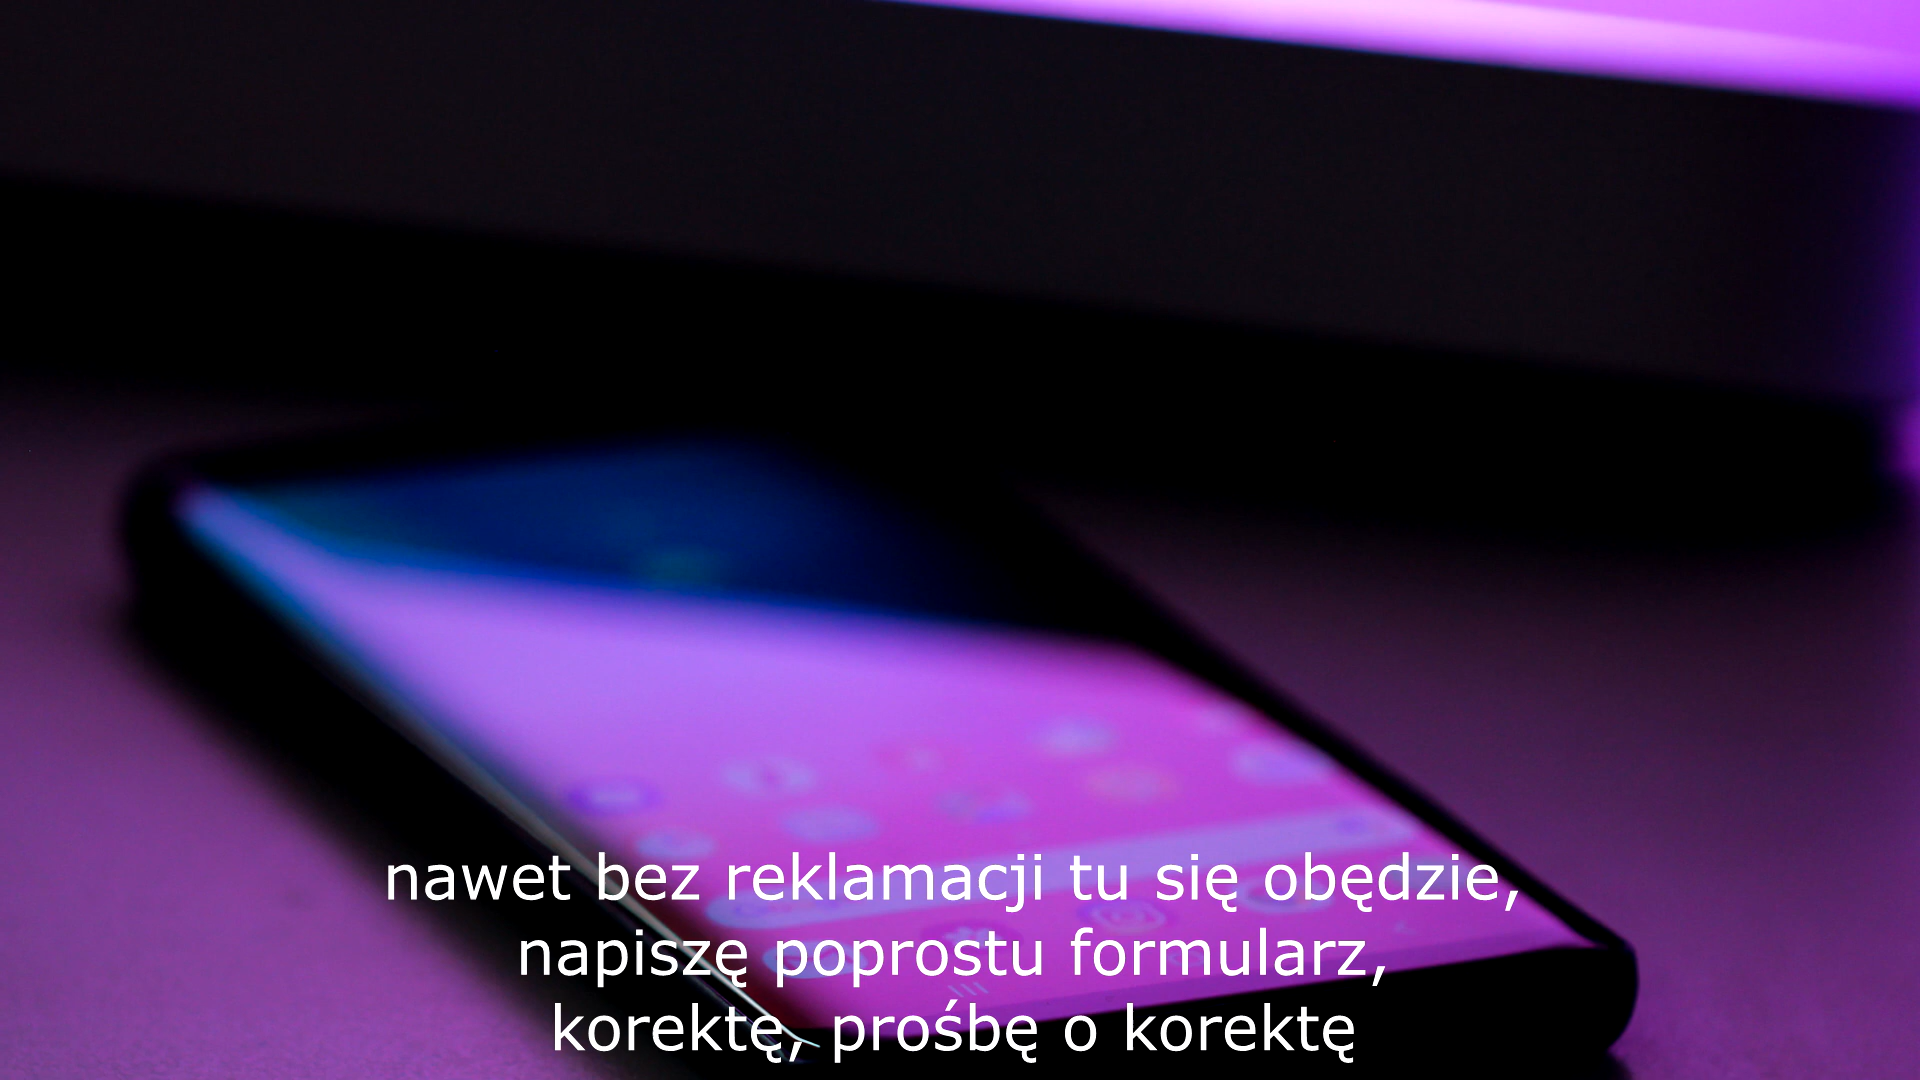 nawet bez reklamacji tu się obędzie,
napiszę poprostu formularz,
korektę, prośbę o korektę